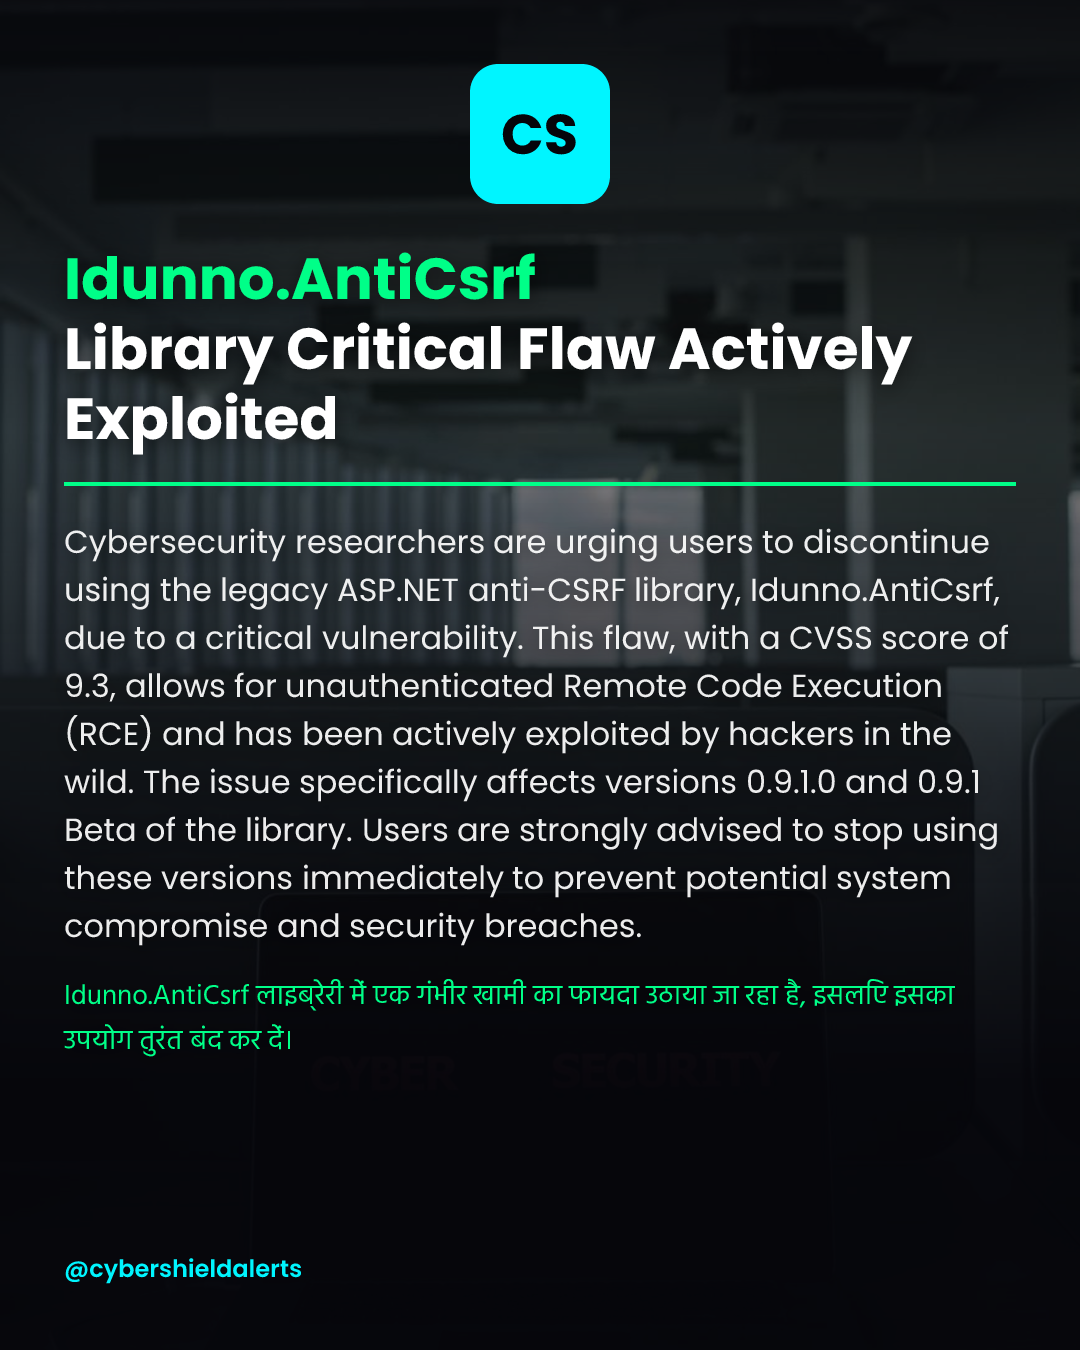 CS
Idunno.AntiCsrf
Library Critical Flaw Actively
Exploited
Cybersecurity researchers are urging users to discontinue
using the legacy ASP.NET anti-CSRF library, Idunno.AntiCsrf,
due to a critical vulnerability. This flaw, with a CVSS score of
9.3, allows for unauthenticated Remote Code Execution
(RCE) and has been actively exploited by hackers in the
wild. The issue specifically affects versions 0.9.1.0 and 0.9.1
Beta of the library. Users are strongly advised to stop using
these versions immediately to prevent potential system
compromise and security breaches.
Idunno.AntiCsrf लाइब्रेरी में एक गंभीर खामी का फायदा उठाया जा रहा है, इसलिए इसका
उपयोग तुरंत बंद कर दें।
CYBER SECURITY
@cybershieldalerts